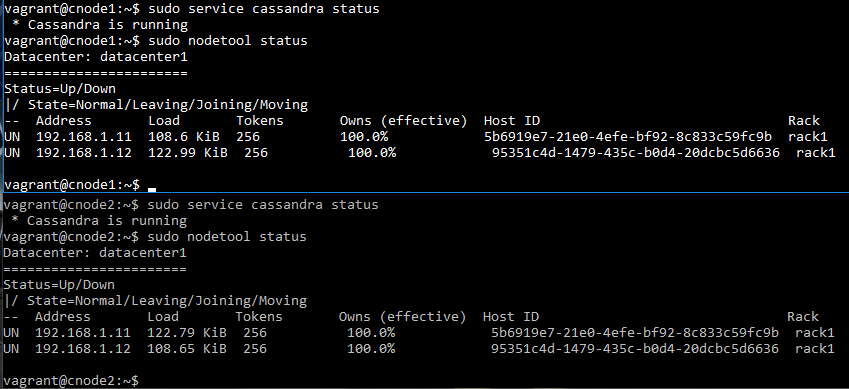 vagrant@cnode1:~$ sudo service cassandra status
 * Cassandra is running
vagrant@cnode1:~$ sudo nodetool status
Datacenter: datacenter1
=======================
Status=Up/Down
|/ State=Normal/Leaving/Joining/Moving
--  Address       Load       Tokens       Owns (effective)  Host ID                               Rack
UN  192.168.1.11  108.6 KiB  256          100.0%            5b6919e7-21e0-4efe-bf92-8c833c59fc9b  rack1
UN  192.168.1.12  122.99 KiB  256          100.0%            95351c4d-1479-435c-b0d4-20dcbc5d6636  rack1
vagrant@cnode1:~$
vagrant@cnode2:~$ sudo service cassandra status
 * Cassandra is running
vagrant@cnode2:~$ sudo nodetool status
Datacenter: datacenter1
=======================
Status=Up/Down
|/ State=Normal/Leaving/Joining/Moving
--  Address       Load       Tokens       Owns (effective)  Host ID                               Rack
UN  192.168.1.11  122.79 KiB  256          100.0%            5b6919e7-21e0-4efe-bf92-8c833c59fc9b  rack1
UN  192.168.1.12  108.65 KiB  256          100.0%            95351c4d-1479-435c-b0d4-20dcbc5d6636  rack1
vagrant@cnode2:~$